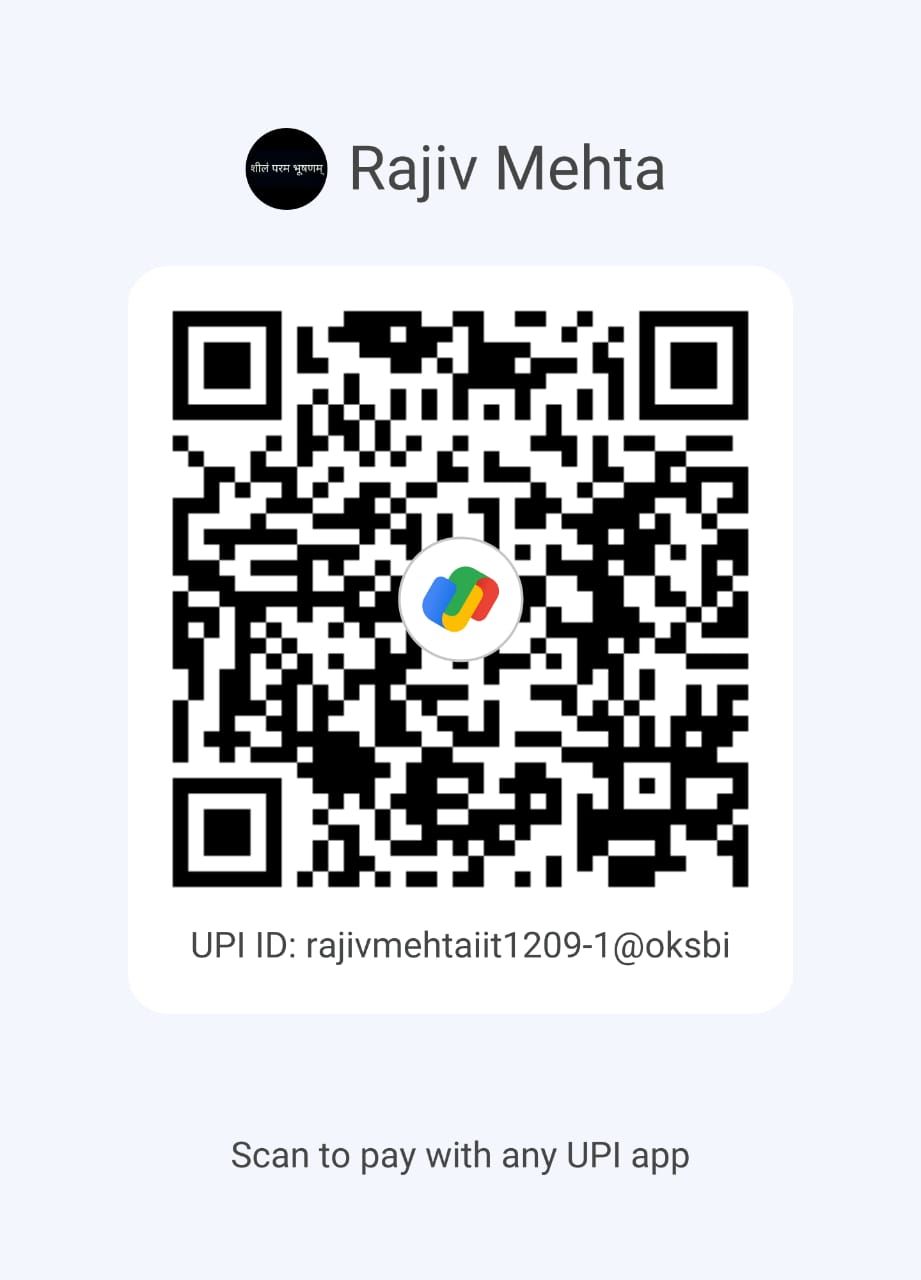 शीलं परम भूषणम्
Rajiv Mehta
UPI ID: rajivmehtaiit1209-1@oksbi
Scan to pay with any UPI app